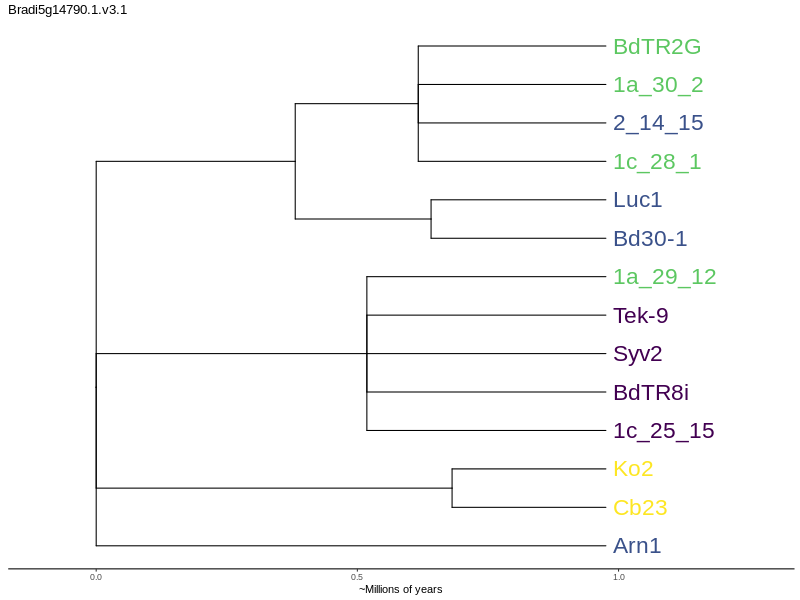 Bradi5g14790.1.v3.1
BdTR2G
1a_30_2
2_14_15
1c_28_1
Luc1
Bd30-1
1a_29_12
Tek-9
Syv2
BdTR8i
1c_25_15
Ko2
Cb23
Arn1
0.0 0.5 1.0
~Millions of years